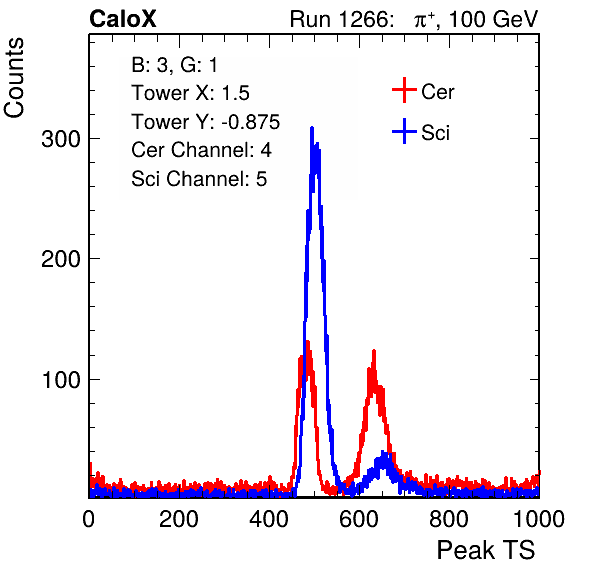 CaloX Run 1266: π⁺, 100 GeV
Counts
B: 3, G: 1
Tower X: 1.5
Tower Y: -0.875
Cer Channel: 4
Sci Channel: 5
Cer
Sci
300
200
100
0 200 400 600 800 1000
Peak TS